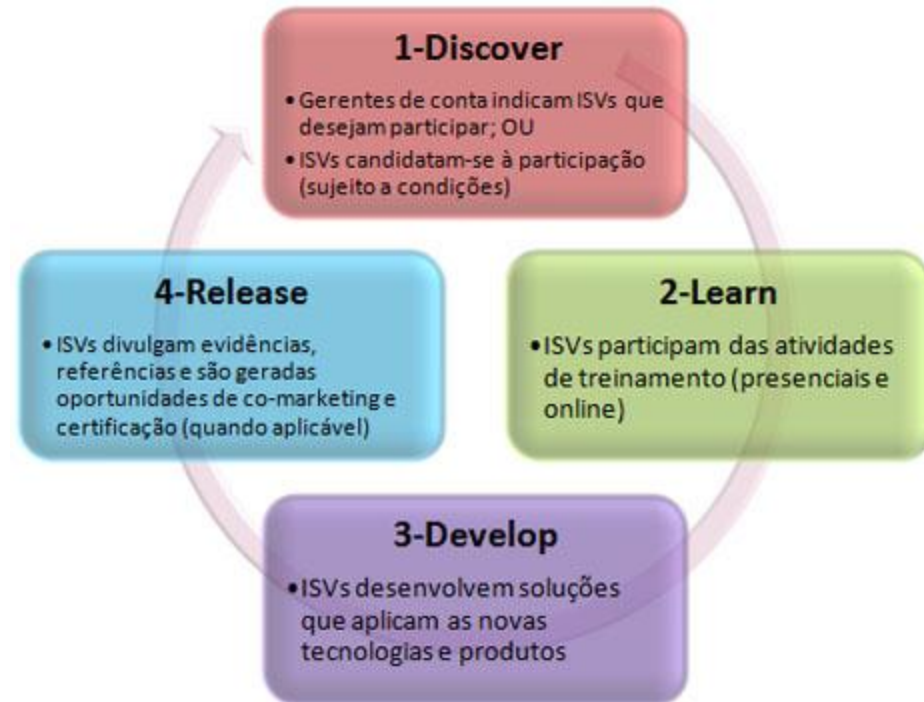 1-Discover
•Gerentes de conta indicam ISVs que
desejam participar; OU
•ISVs candidatam-se à participação
(sujeito a condições)
2-Learn
•ISVs participam das atividades
de treinamento (presenciais e
online)
3-Develop
•ISVs desenvolvem soluções
que aplicam as novas
tecnologias e produtos
4-Release
•ISVs divulgam evidências,
referências e são geradas
oportunidades de co-marketing e
certificação (quando aplicável)